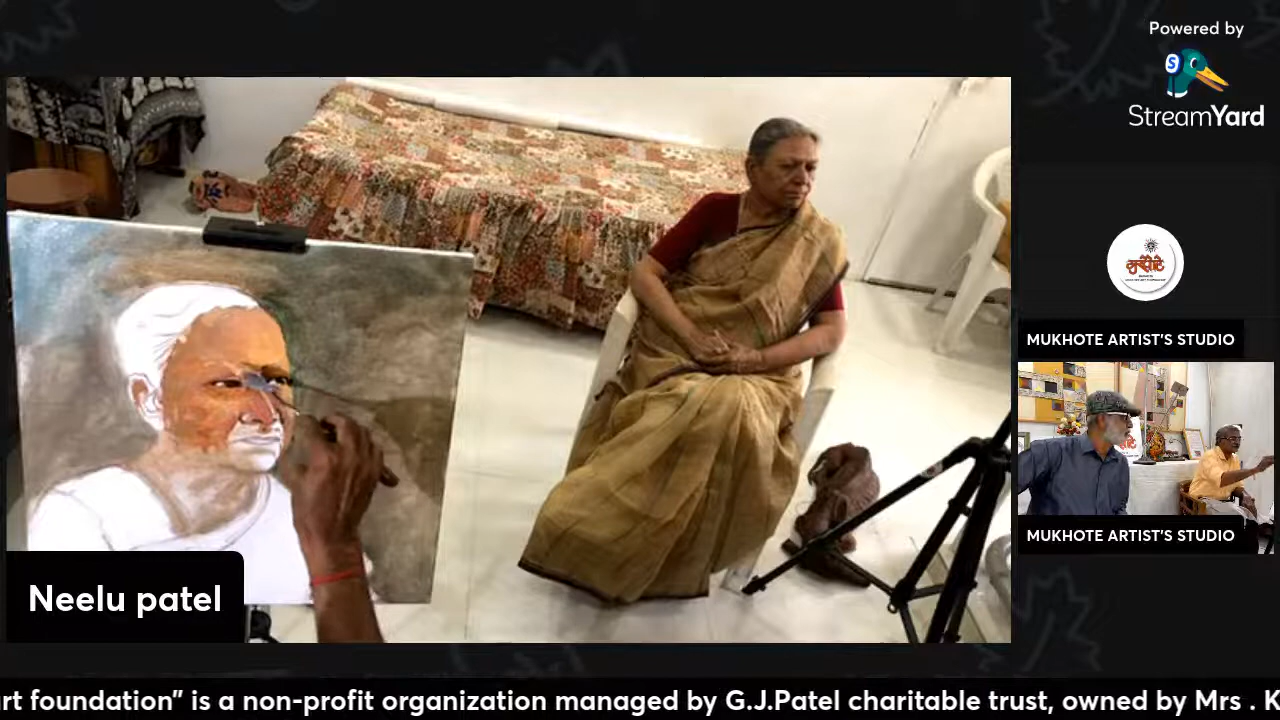 Powered by
StreamYard
मुखौटे
MUKHOTE ARTIST'S STUDIO
MUKHOTE ARTIST'S STUDIO
Neelu patel
rt foundation” is a non-profit organization managed by G.J.Patel charitable trust, owned by Mrs . K